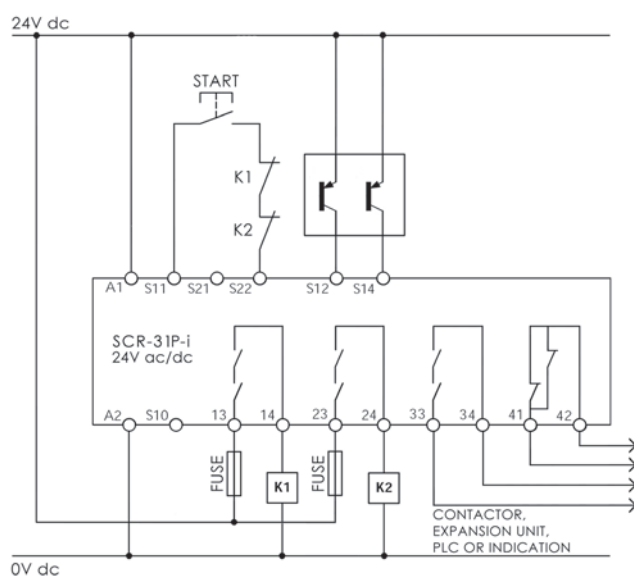 24V dc
START
K1
K2
A1 S11 S21 S22 S12 S14
SCR-31P-i
24V ac/dc
A2 S10 13 14 23 24 33 34 41 42
FUSE K1 FUSE K2
CONTACTOR,
EXPANSION UNIT,
PLC OR INDICATION
0V dc